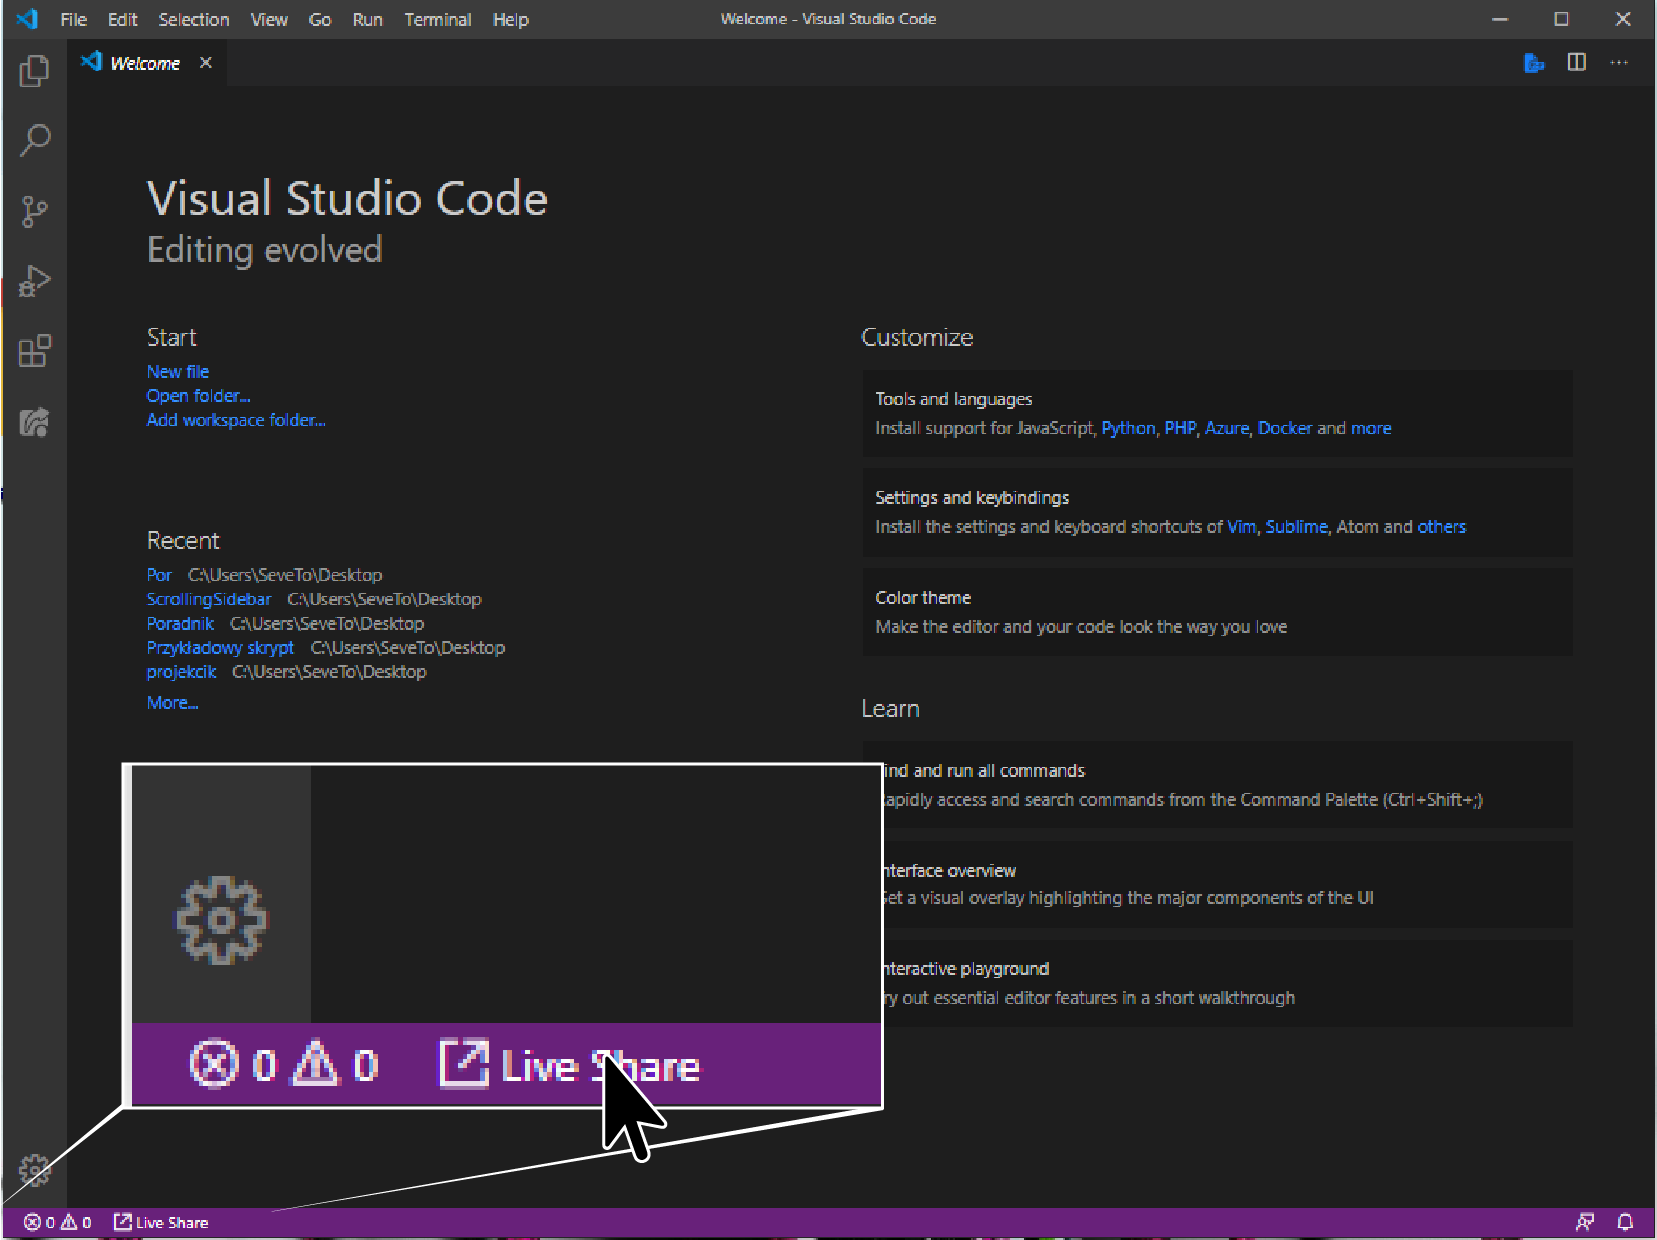 File Edit Selection View Go Run Terminal Help
Welcome - Visual Studio Code
Welcome
Visual Studio Code
Editing evolved
Start
New file
Open folder...
Add workspace folder...
Recent
Por C:\Users\SeveTo\Desktop
ScrollingSidebar C:\Users\SeveTo\Desktop
Poradnik C:\Users\SeveTo\Desktop
Przykładowy skrypt C:\Users\SeveTo\Desktop
projekcik C:\Users\SeveTo\Desktop
More...
Customize
Tools and languages
Install support for JavaScript, Python, PHP, Azure, Docker and more
Settings and keybindings
Install the settings and keyboard shortcuts of Vim, Sublime, Atom and others
Color theme
Make the editor and your code look the way you love
Learn
ind and run all commands
apidly access and search commands from the Command Palette (Ctrl+Shift+;)
nterface overview
et a visual overlay highlighting the major components of the UI
nteractive playground
ry out essential editor features in a short walkthrough
0 0 Live Share
0 0 Live Share